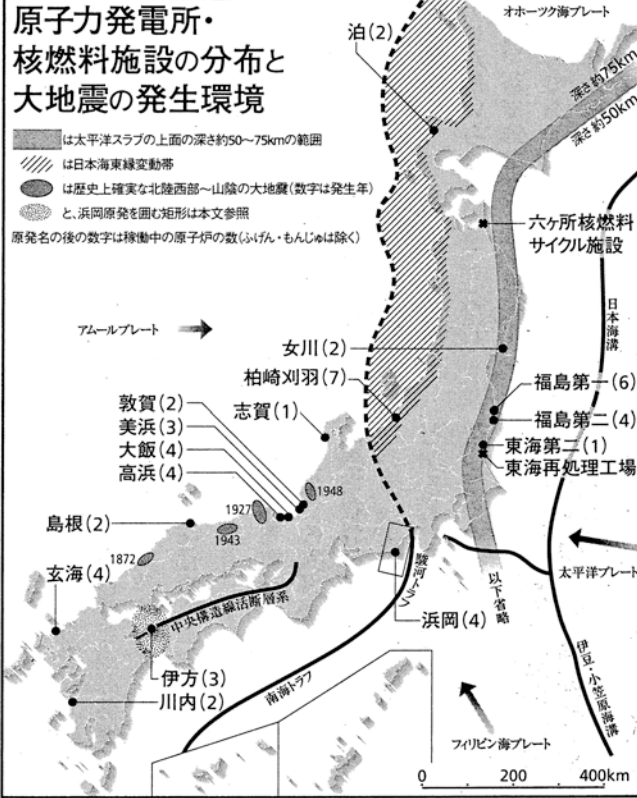 原子力発電所・
核燃料施設の分布と
大地震の発生環境
は太平洋スラブの上面の深さ約50〜75kmの範囲
は日本海東縁変動帯
は歴史上確実な北陸西部〜山陰の大地震(数字は発生年)
と、浜岡原発を囲む矩形は本文参照
原発名の後の数字は稼働中の原子炉の数(ふげん・もんじゅは除く)
オホーツク海プレート
泊(2)
深さ約75km
深さ約50km
六ヶ所核燃料
サイクル施設
日本海溝
アムールプレート
女川(2)
柏崎刈羽(7)
福島第一(6)
福島第二(4)
東海第二(1)
東海再処理工場
敦賀(2)
美浜(3)
大飯(4)
高浜(4)
志賀(1)
1948
1927
1943
1872
島根(2)
玄海(4)
中央構造線活断層系
駿河トラフ
以下省略
太平洋プレート
浜岡(4)
伊方(3)
川内(2)
南海トラフ
伊豆・小笠原海溝
フィリピン海プレート
0 200 400km